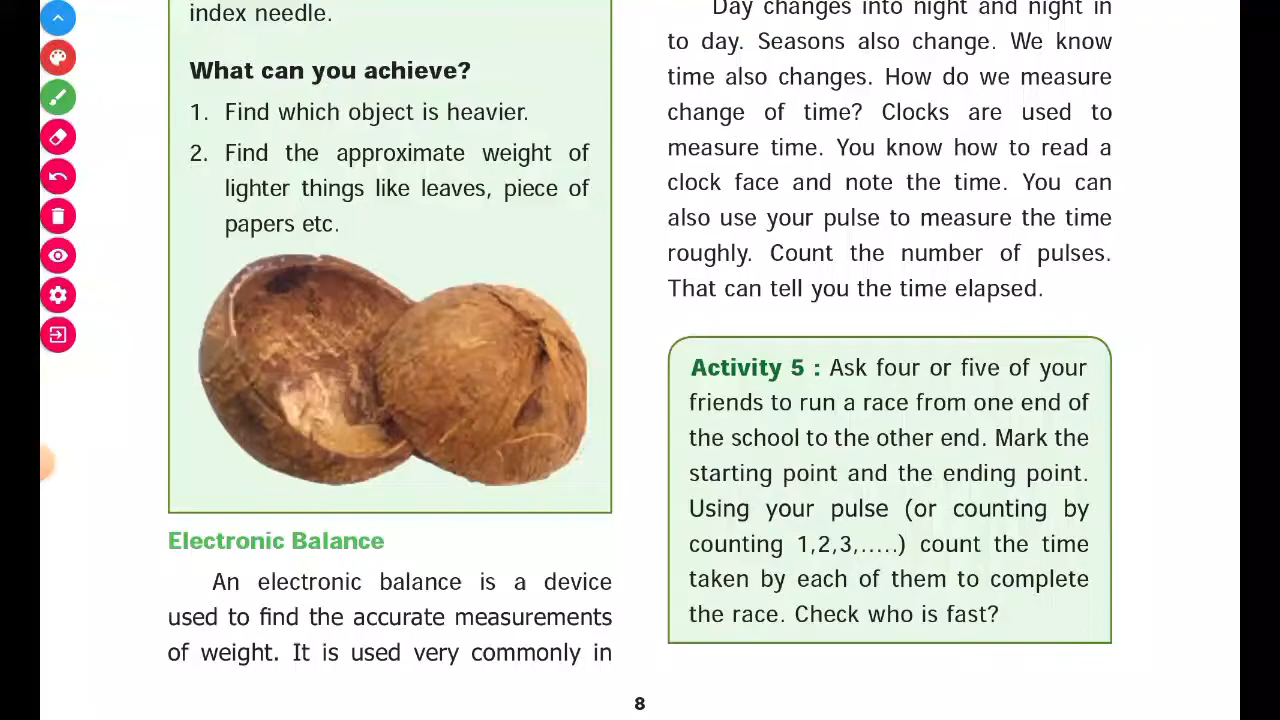 index needle.
What can you achieve?
1. Find which object is heavier.
2. Find the approximate weight of
lighter things like leaves, piece of
papers etc.
Electronic Balance
An electronic balance is a device
used to find the accurate measurements
of weight. It is used very commonly in
Day changes into night and night in
to day. Seasons also change. We know
time also changes. How do we measure
change of time? Clocks are used to
measure time. You know how to read a
clock face and note the time. You can
also use your pulse to measure the time
roughly. Count the number of pulses.
That can tell you the time elapsed.
Activity 5 : Ask four or five of your
friends to run a race from one end of
the school to the other end. Mark the
starting point and the ending point.
Using your pulse (or counting by
counting 1,2,3,.....) count the time
taken by each of them to complete
the race. Check who is fast?
8